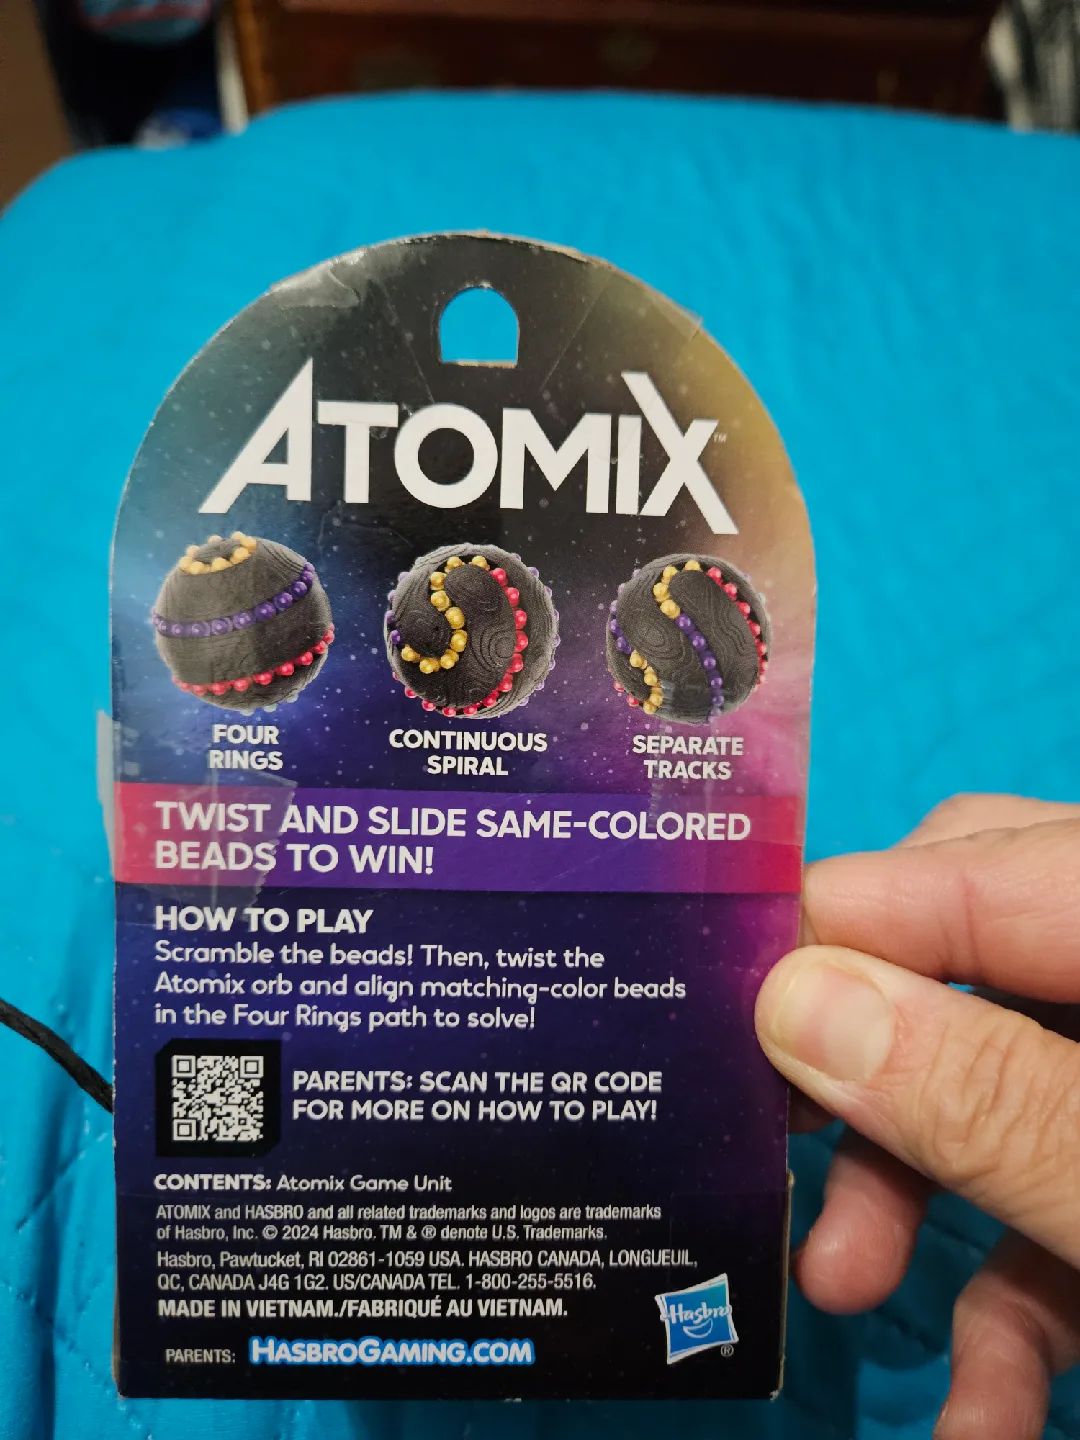 ATOMIX™
FOUR
RINGS
CONTINUOUS
SPIRAL
SEPARATE
TRACKS
TWIST AND SLIDE SAME-COLORED
BEADS TO WIN!
HOW TO PLAY
Scramble the beads! Then, twist the
Atomix orb and align matching-color beads
in the Four Rings path to solve!
PARENTS: SCAN THE QR CODE
FOR MORE ON HOW TO PLAY!
CONTENTS: Atomix Game Unit
ATOMIX and HASBRO and all related trademarks and logos are trademarks
of Hasbro, Inc. © 2024 Hasbro. TM & ® denote U.S. Trademarks.
Hasbro, Pawtucket, RI 02861-1059 USA. HASBRO CANADA, LONGUEUIL,
QC, CANADA J4G 1G2. US/CANADA TEL. 1-800-255-5516.
MADE IN VIETNAM./FABRIQUÉ AU VIETNAM.
PARENTS: HASBROGAMING.COM
Hasbro®